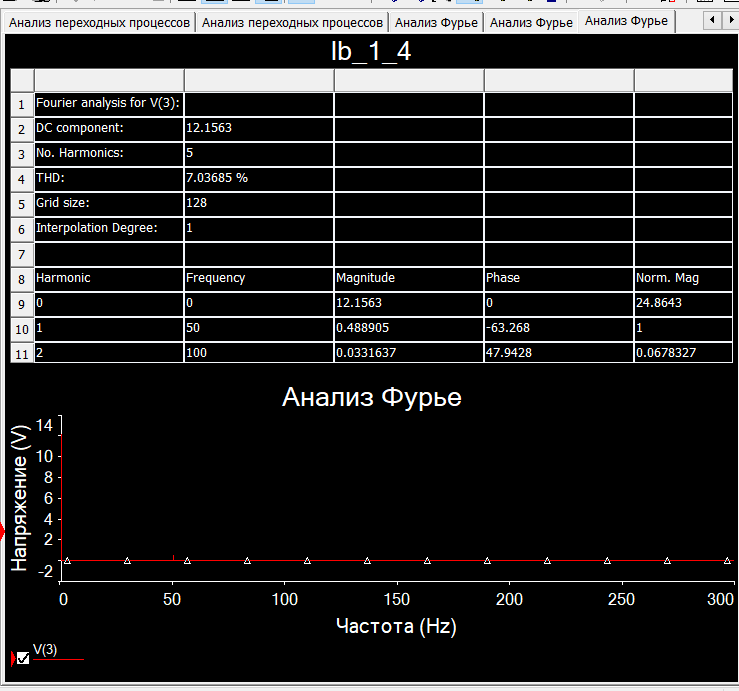 Анализ переходных процессов Анализ переходных процессов Анализ Фурье Анализ Фурье Анализ Фурье
lb_1_4
1 Fourier analysis for V(3):
2 DC component: 12.1563
3 No. Harmonics: 5
4 THD: 7.03685 %
5 Grid size: 128
6 Interpolation Degree: 1
7
8 Harmonic Frequency Magnitude Phase Norm. Mag
9 0 0 12.1563 0 24.8643
10 1 50 0.488905 -63.268 1
11 2 100 0.0331637 47.9428 0.0678327
Анализ Фурье
Напряжение (V)
14
10
8
6
4
2
-2
0 50 100 150 200 250 300
Частота (Hz)
V(3)